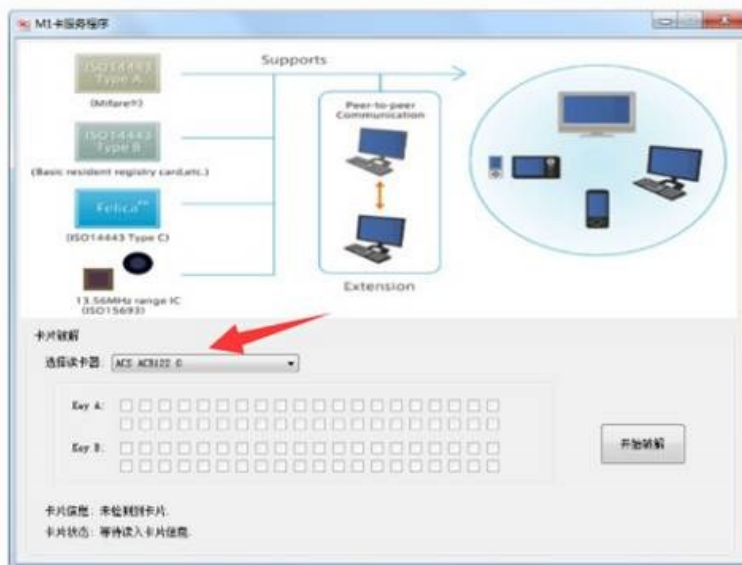 M1卡服务程序
ISO14443
Type A
(Mifare®)
Supports
Peer-to-peer
Communication
ISO14443
Type B
(Basic resident registry card,etc.)
Felica
(ISO14443 Type C)
13.56MHz range IC
(ISO15693)
Extension
卡片破解
选择读卡器: ACS ACR122 0
Key A:
Key B:
开始破解
卡片信息: 未检测到卡片.
卡片状态: 等待读入卡片信息.